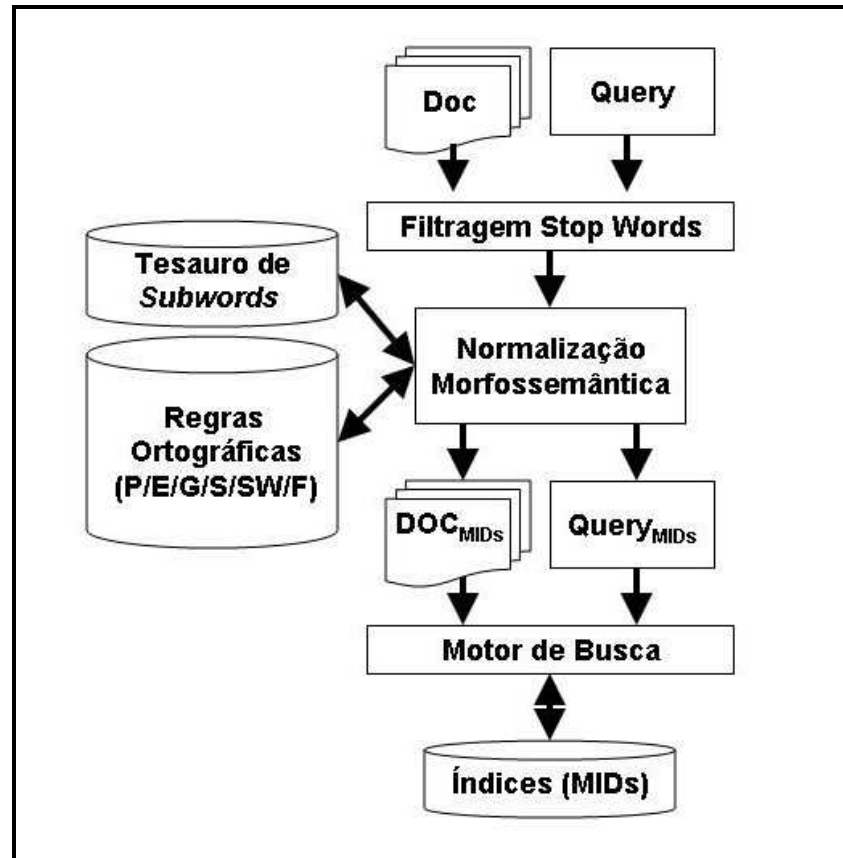 Doc
Query
Filtragem Stop Words
Tesauro de
Subwords
Normalização
Morfossemântica
Regras
Ortográficas
(P/E/G/S/SW/F)
DOCMIDs
QueryMIDs
Motor de Busca
Índices (MIDs)